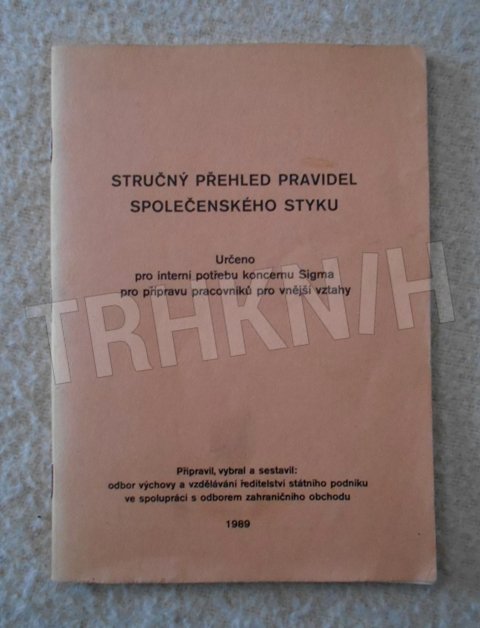 STRUČNÝ PŘEHLED PRAVIDEL
SPOLEČENSKÉHO STYKU
Určeno
pro interní potřebu koncernu Sigma
pro přípravu pracovníků pro vnější vztahy
TRHKNIH
Připravil, vybral a sestavil:
odbor výchovy a vzdělávání ředitelství státního podniku
ve spolupráci s odborem zahraničního obchodu
1989